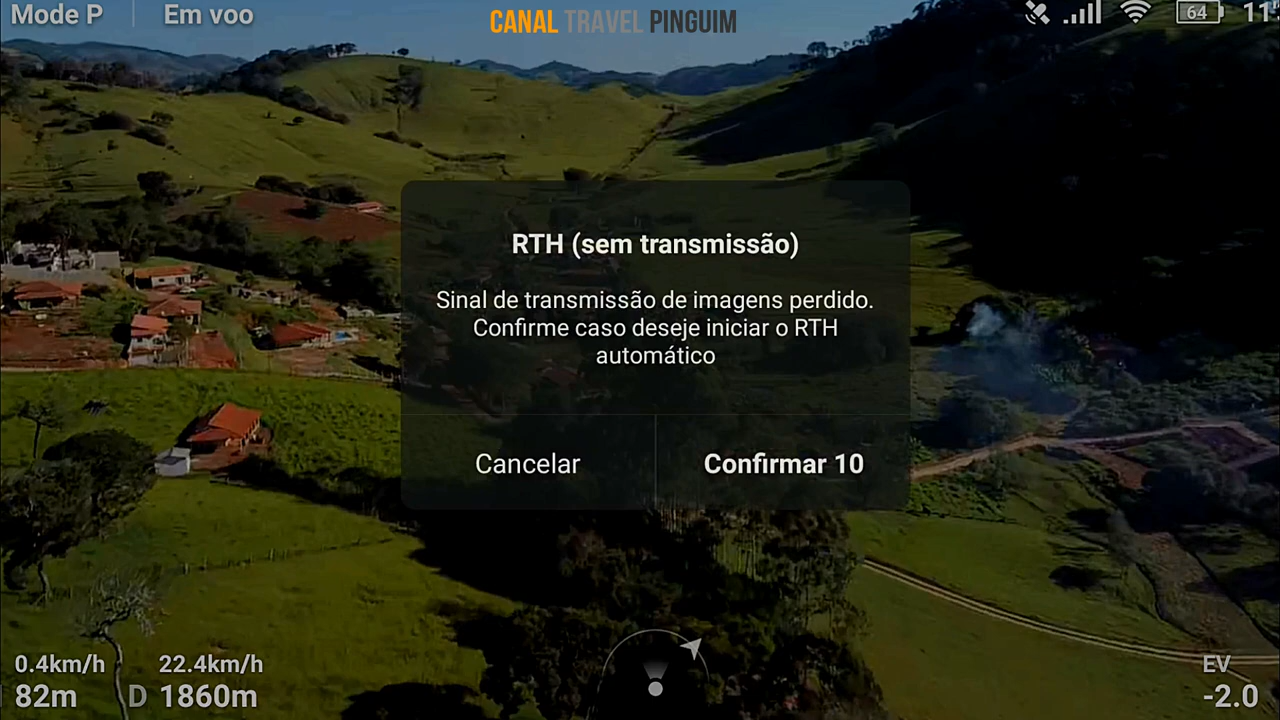 Mode P Em voo
CANAL TRAVEL PINGUIM
64
RTH (sem transmissão)
Sinal de transmissão de imagens perdido.
Confirme caso deseje iniciar o RTH
automático
Cancelar
Confirmar 10
0.4km/h 22.4km/h
82m D 1860m
EV
-2.0